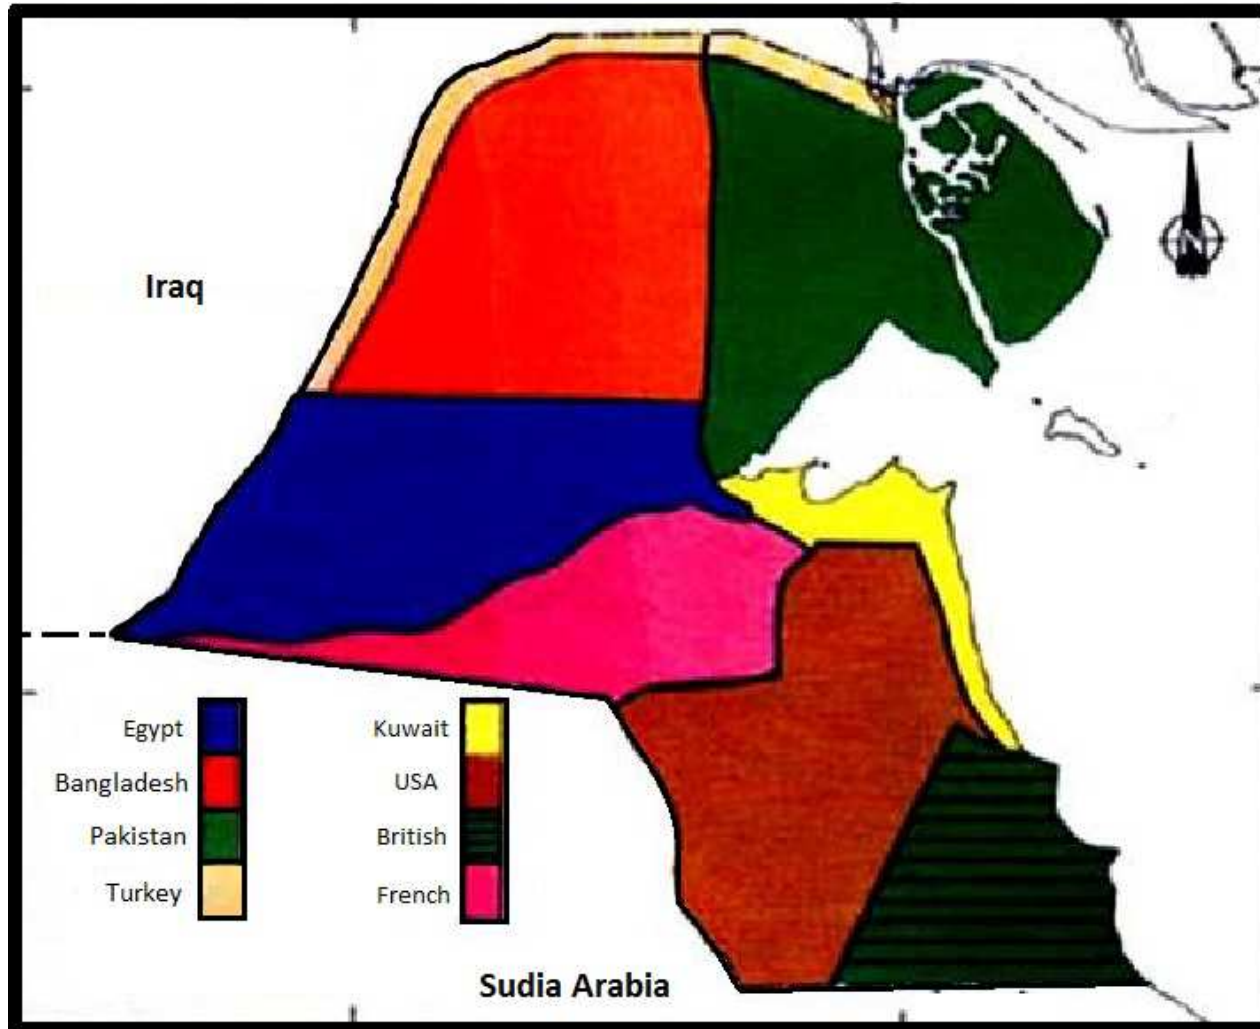 N
Iraq
Egypt
Bangladesh
Pakistan
Turkey
Kuwait
USA
British
French
Sudia Arabia